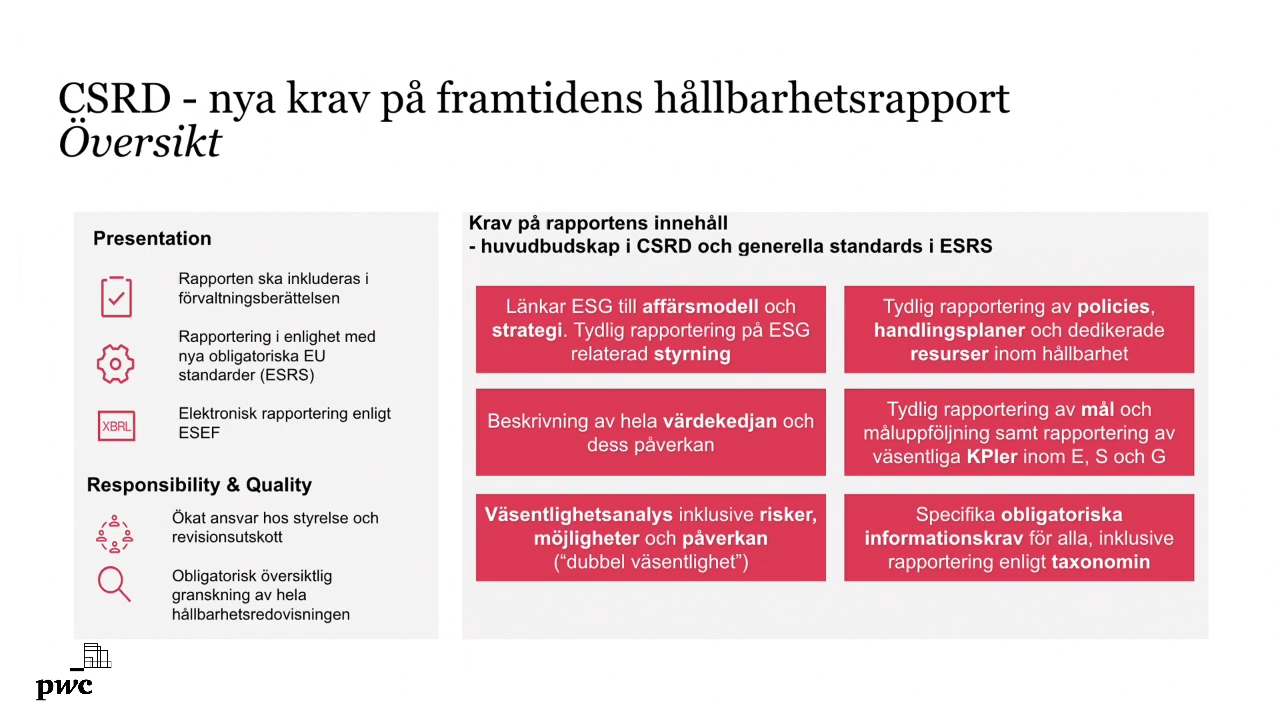 CSRD - nya krav på framtidens hållbarhetsrapport
Översikt
Presentation
Rapporten ska inkluderas i
förvaltningsberättelsen
Rapportering i enlighet med
nya obligatoriska EU
standarder (ESRS)
XBRL
Elektronisk rapportering enligt
ESEF
Responsibility & Quality
Ökat ansvar hos styrelse och
revisionsutskott
Obligatorisk översiktlig
granskning av hela
hållbarhetsredovisningen
Krav på rapportens innehåll
- huvudbudskap i CSRD och generella standards i ESRS
Länkar ESG till affärsmodell och
strategi. Tydlig rapportering på ESG
relaterad styrning
Tydlig rapportering av policies,
handlingsplaner och dedikerade
resurser inom hållbarhet
Beskrivning av hela värdekedjan och
dess påverkan
Tydlig rapportering av mål och
måluppföljning samt rapportering av
väsentliga KPIer inom E, S och G
Väsentlighetsanalys inklusive risker,
möjligheter och påverkan
(“dubbel väsentlighet”)
Specifika obligatoriska
informationskrav för alla, inklusive
rapportering enligt taxonomin
pwc